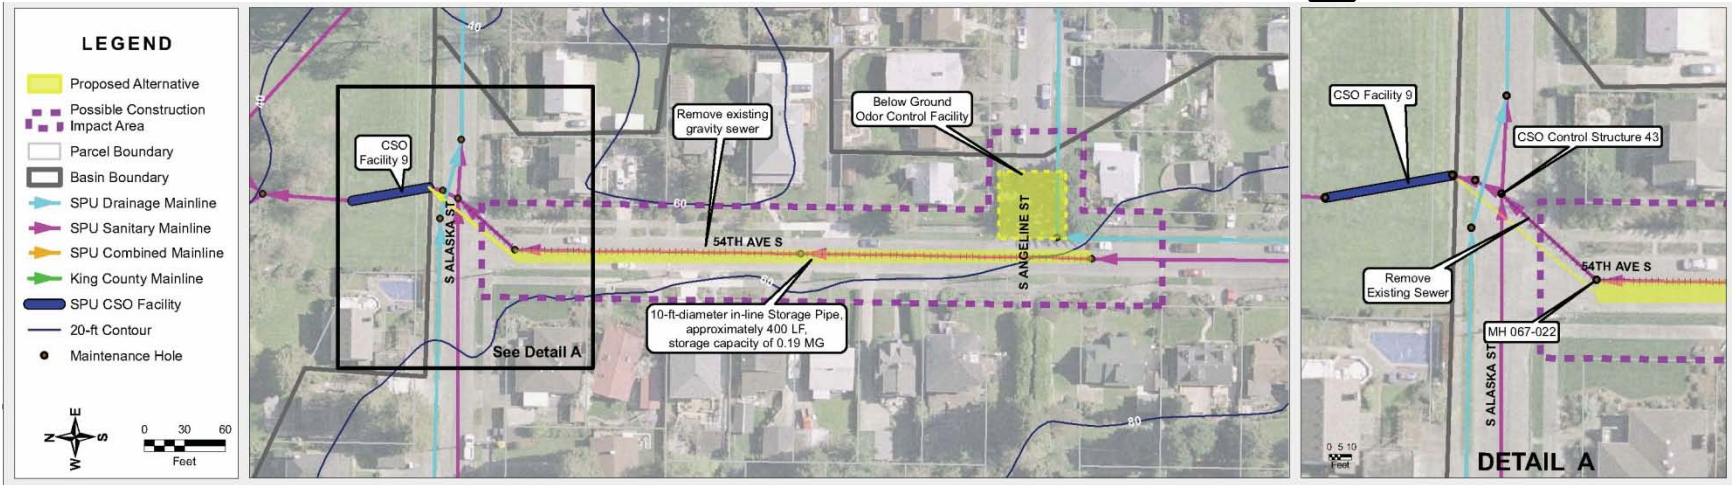 LEGEND
Proposed Alternative
Possible Construction
Impact Area
Parcel Boundary
Basin Boundary
SPU Drainage Mainline
SPU Sanitary Mainline
SPU Combined Mainline
King County Mainline
SPU CSO Facility
20-ft Contour
Maintenance Hole
N
E
S
W
0 30 60
Feet
40
40
CSO
Facility 9
S ALASKA ST
See Detail A
Remove existing
gravity sewer
60
54TH AVE S
10-ft-diameter in-line Storage Pipe,
approximately 400 LF,
storage capacity of 0.19 MG
Below Ground
Odor Control Facility
S ANGELINE ST
80
CSO Facility 9
CSO Control Structure 43
54TH AVE S
Remove
Existing Sewer
MH 067-022
S ALASKA ST
0 5 10
Feet
DETAIL A